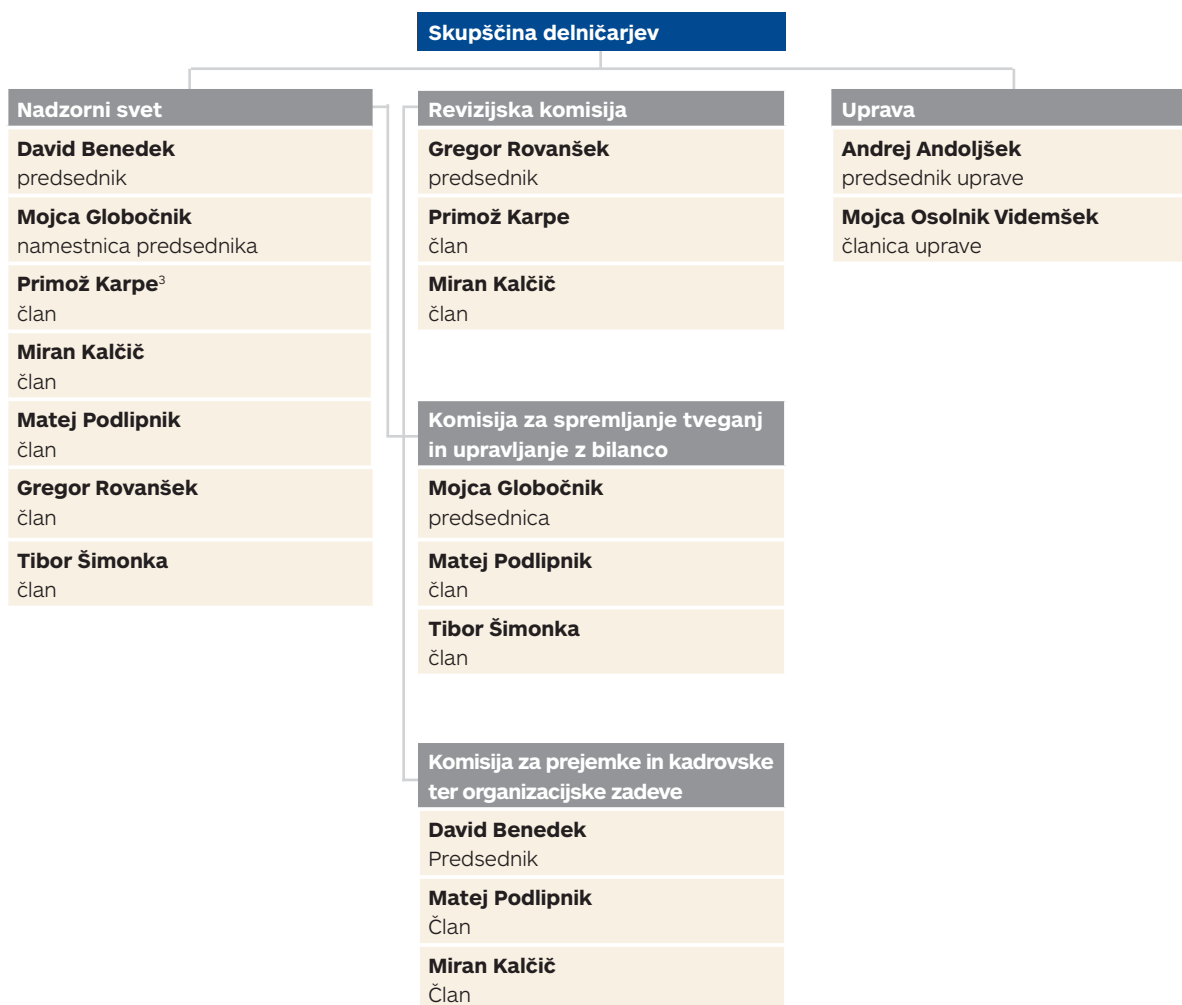 Skupščina delničarjev
Nadzorni svet
David Benedek
predsednik
Mojca Globočnik
namestnica predsednika
Primož Karpe³
član
Miran Kalčič
član
Matej Podlipnik
član
Gregor Rovanšek
član
Tibor Šimonka
član
Revizijska komisija
Gregor Rovanšek
predsednik
Primož Karpe
član
Miran Kalčič
član
Komisija za spremljanje tveganj
in upravljanje z bilanco
Mojca Globočnik
predsednica
Matej Podlipnik
član
Tibor Šimonka
član
Komisija za prejemke in kadrovske
ter organizacijske zadeve
David Benedek
Predsednik
Matej Podlipnik
Član
Miran Kalčič
Član
Uprava
Andrej Andoljšek
predsednik uprave
Mojca Osolnik Videmšek
članica uprave